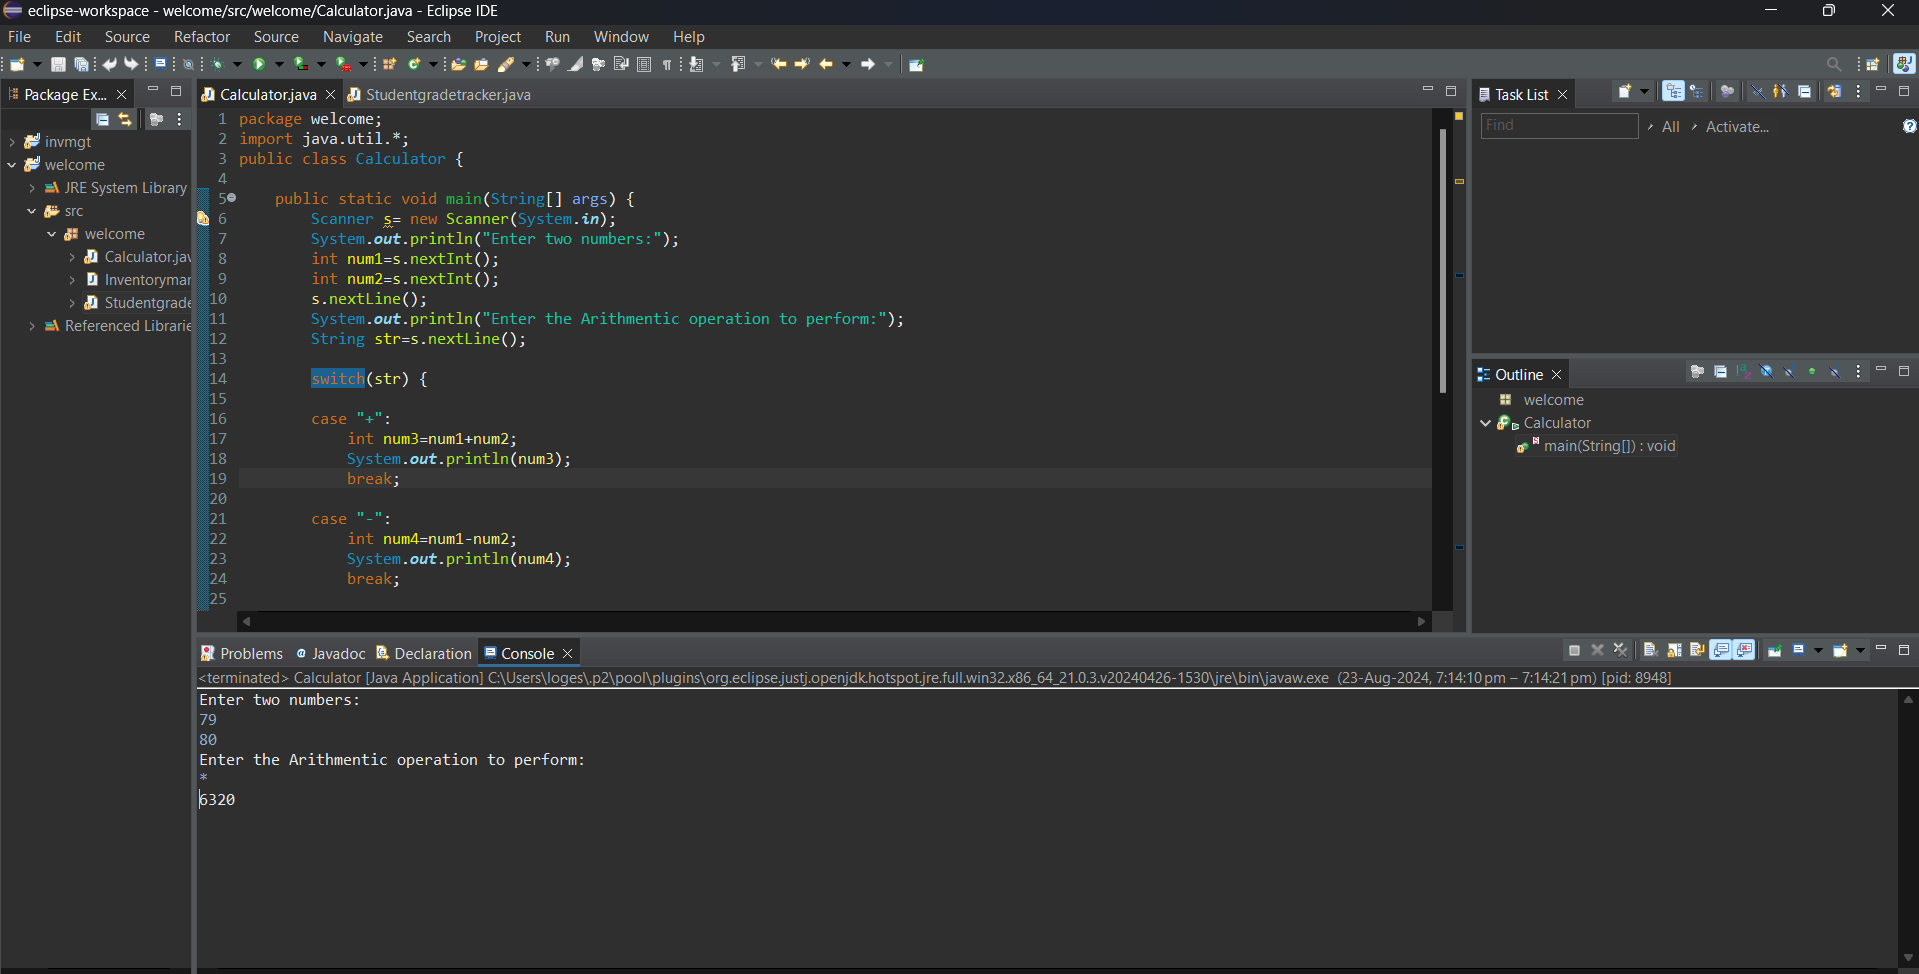 eclipse-workspace - welcome/src/welcome/Calculator.java - Eclipse IDE
File Edit Source Refactor Source Navigate Search Project Run Window Help
Package Ex...
invmgt
welcome
JRE System Library
src
welcome
Calculator.jav
Inventorymar
Studentgrade
Referenced Librarie
Calculator.java Studentgradetracker.java
1 package welcome;
2 import java.util.*;
3 public class Calculator {
4
5 public static void main(String[] args) {
6 Scanner s= new Scanner(System.in);
7 System.out.println("Enter two numbers:");
8 int num1=s.nextInt();
9 int num2=s.nextInt();
10 s.nextLine();
11 System.out.println("Enter the Arithmentic operation to perform:");
12 String str=s.nextLine();
13
14 switch(str) {
15
16 case "+":
17 int num3=num1+num2;
18 System.out.println(num3);
19 break;
20
21 case "-":
22 int num4=num1-num2;
23 System.out.println(num4);
24 break;
25
Task List
Find All Activate...
Outline
welcome
Calculator
main(String[]) : void
Problems Javadoc Declaration Console
<terminated> Calculator [Java Application] C:\Users\loges\.p2\pool\plugins\org.eclipse.justj.openjdk.hotspot.jre.full.win32.x86_64_21.0.3.v20240426-1530\jre\bin\javaw.exe (23-Aug-2024, 7:14:10 pm – 7:14:21 pm) [pid: 8948]
Enter two numbers:
79
80
Enter the Arithmentic operation to perform:
*
6320